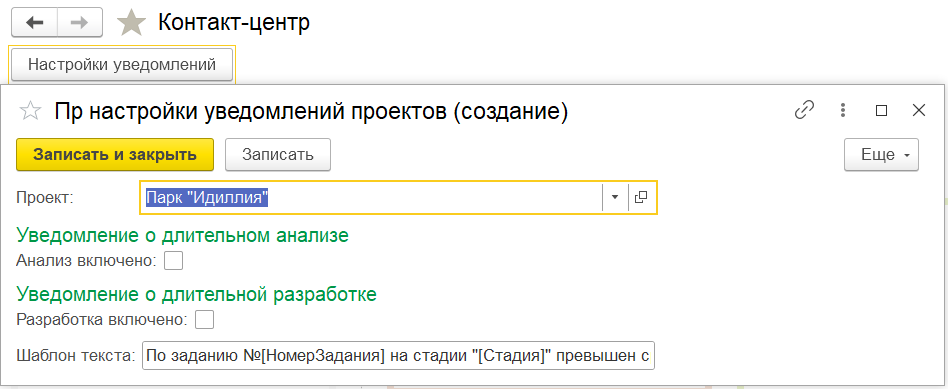 Контакт-центр
Настройки уведомлений
Пр настройки уведомлений проектов (создание)
Записать и закрыть Записать Еще
Проект: Парк "Идиллия"
Уведомление о длительном анализе
Анализ включено:
Уведомление о длительной разработке
Разработка включено:
Шаблон текста: По заданию №[НомерЗадания] на стадии "[Стадия]" превышен с